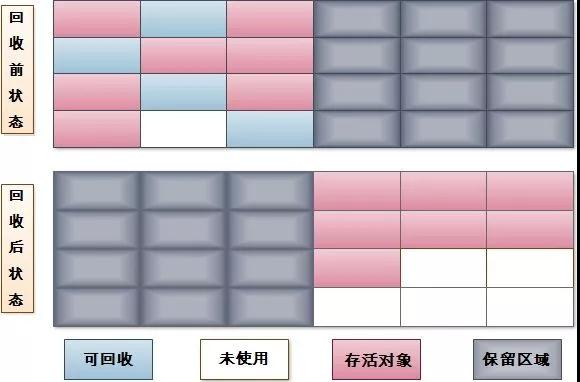 回收前状态
回收后状态
可回收
未使用
存活对象
保留区域